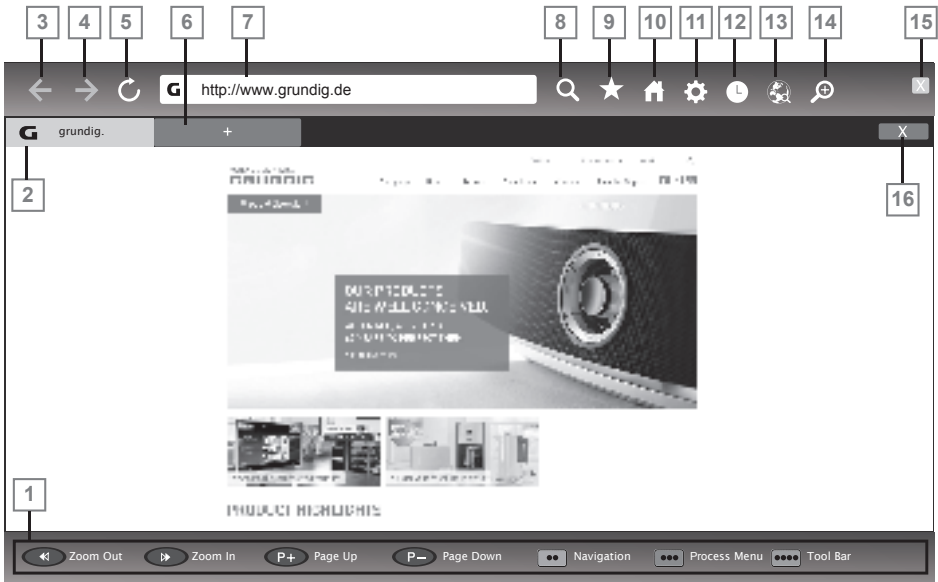 3 4 5 6 7 8 9 10 11 12 13 14 15
G http://www.grundig.de X
G grundig. + X
2 16
OUR PRODUCTS
ARE WELL CONCEIVED.
PRODUCT HIGHLIGHTS
1
Zoom Out Zoom In P+ Page Up P− Page Down Navigation Process Menu Tool Bar